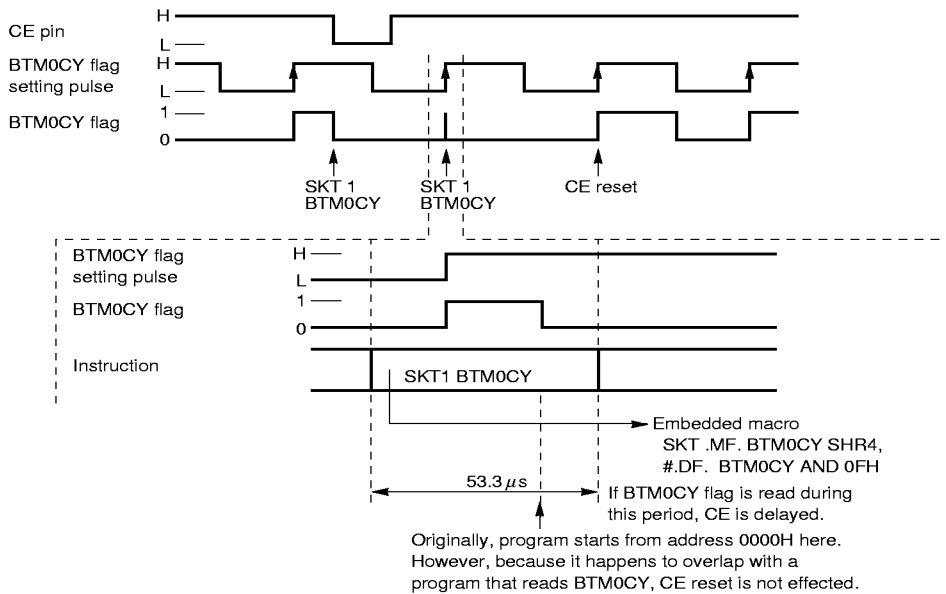 CE pin
H
L
BTM0CY flag
setting pulse
H
L
BTM0CY flag
1
0
SKT 1
BTM0CY
SKT 1
BTM0CY
CE reset
BTM0CY flag
setting pulse
H
L
BTM0CY flag
1
0
Instruction
SKT1 BTM0CY
Embedded macro
SKT .MF. BTM0CY SHR4,
#.DF. BTM0CY AND 0FH
53.3 μs
If BTM0CY flag is read during
this period, CE is delayed.
Originally, program starts from address 0000H here.
However, because it happens to overlap with a
program that reads BTM0CY, CE reset is not effected.